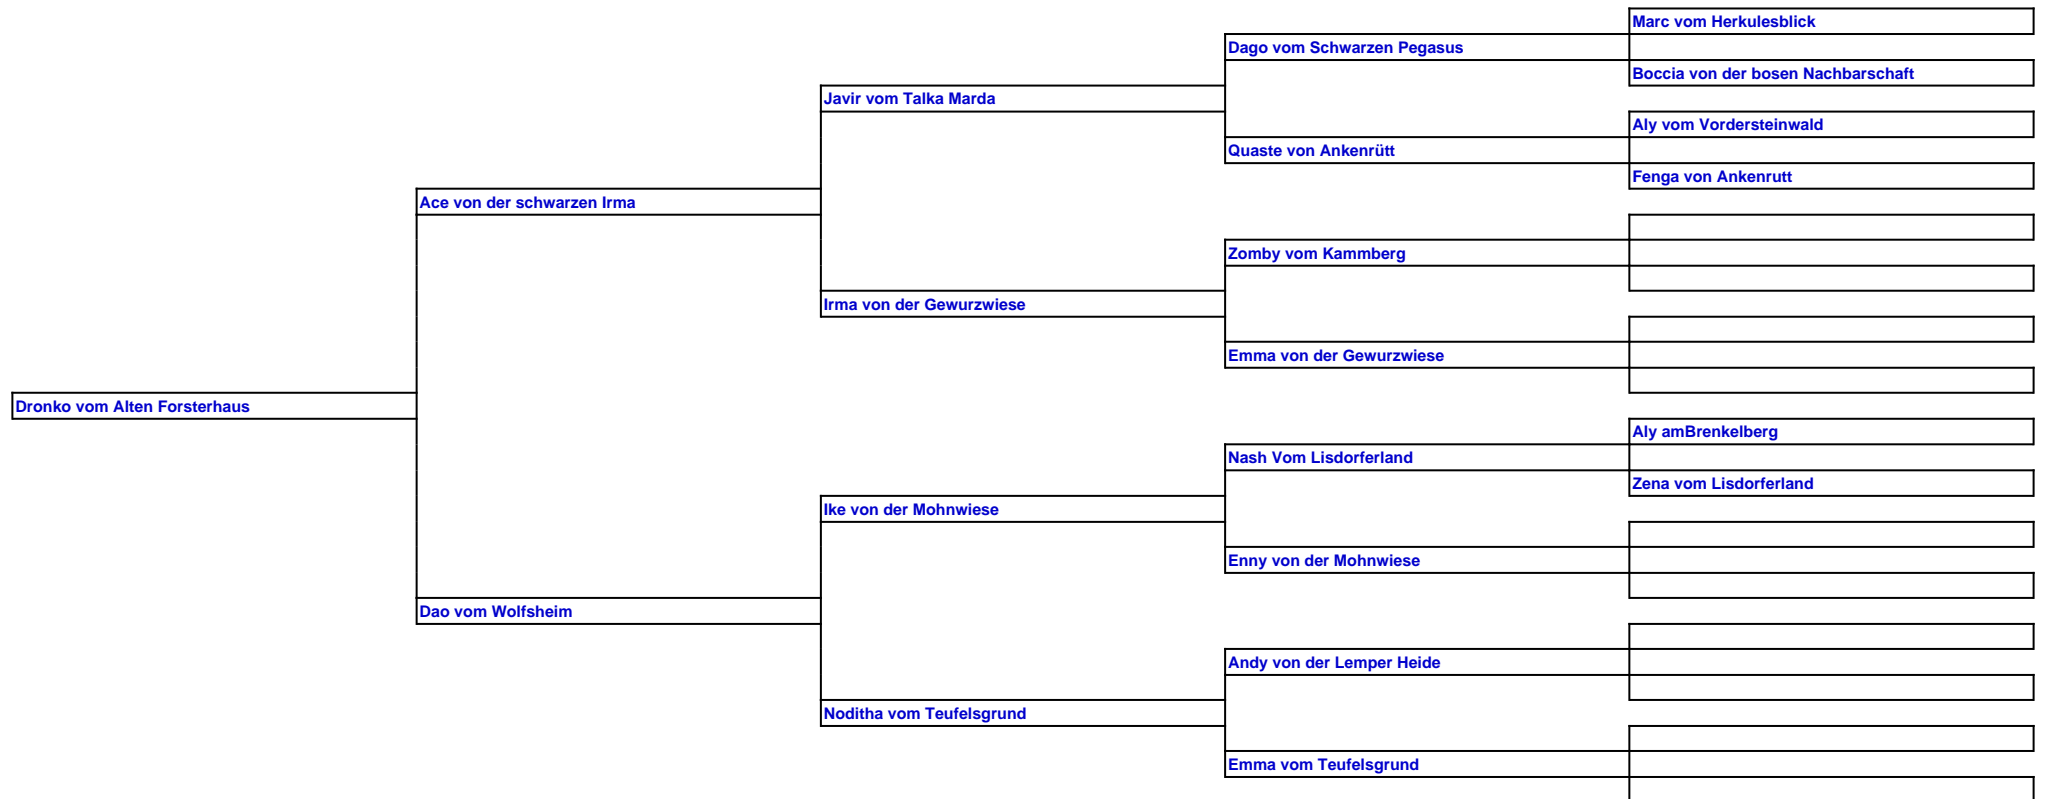 Marc vom Herkulesblick
Dago vom Schwarzen Pegasus
Boccia von der bosen Nachbarschaft
Javir vom Talka Marda
Aly vom Vordersteinwald
Quaste von Ankenrütt
Fenga von Ankenrutt
Ace von der schwarzen Irma
Zomby vom Kammberg
Irma von der Gewurzwiese
Emma von der Gewurzwiese
Dronko vom Alten Forsterhaus
Aly amBrenkelberg
Nash Vom Lisdorferland
Zena vom Lisdorferland
Ike von der Mohnwiese
Enny von der Mohnwiese
Dao vom Wolfsheim
Andy von der Lemper Heide
Noditha vom Teufelsgrund
Emma vom Teufelsgrund